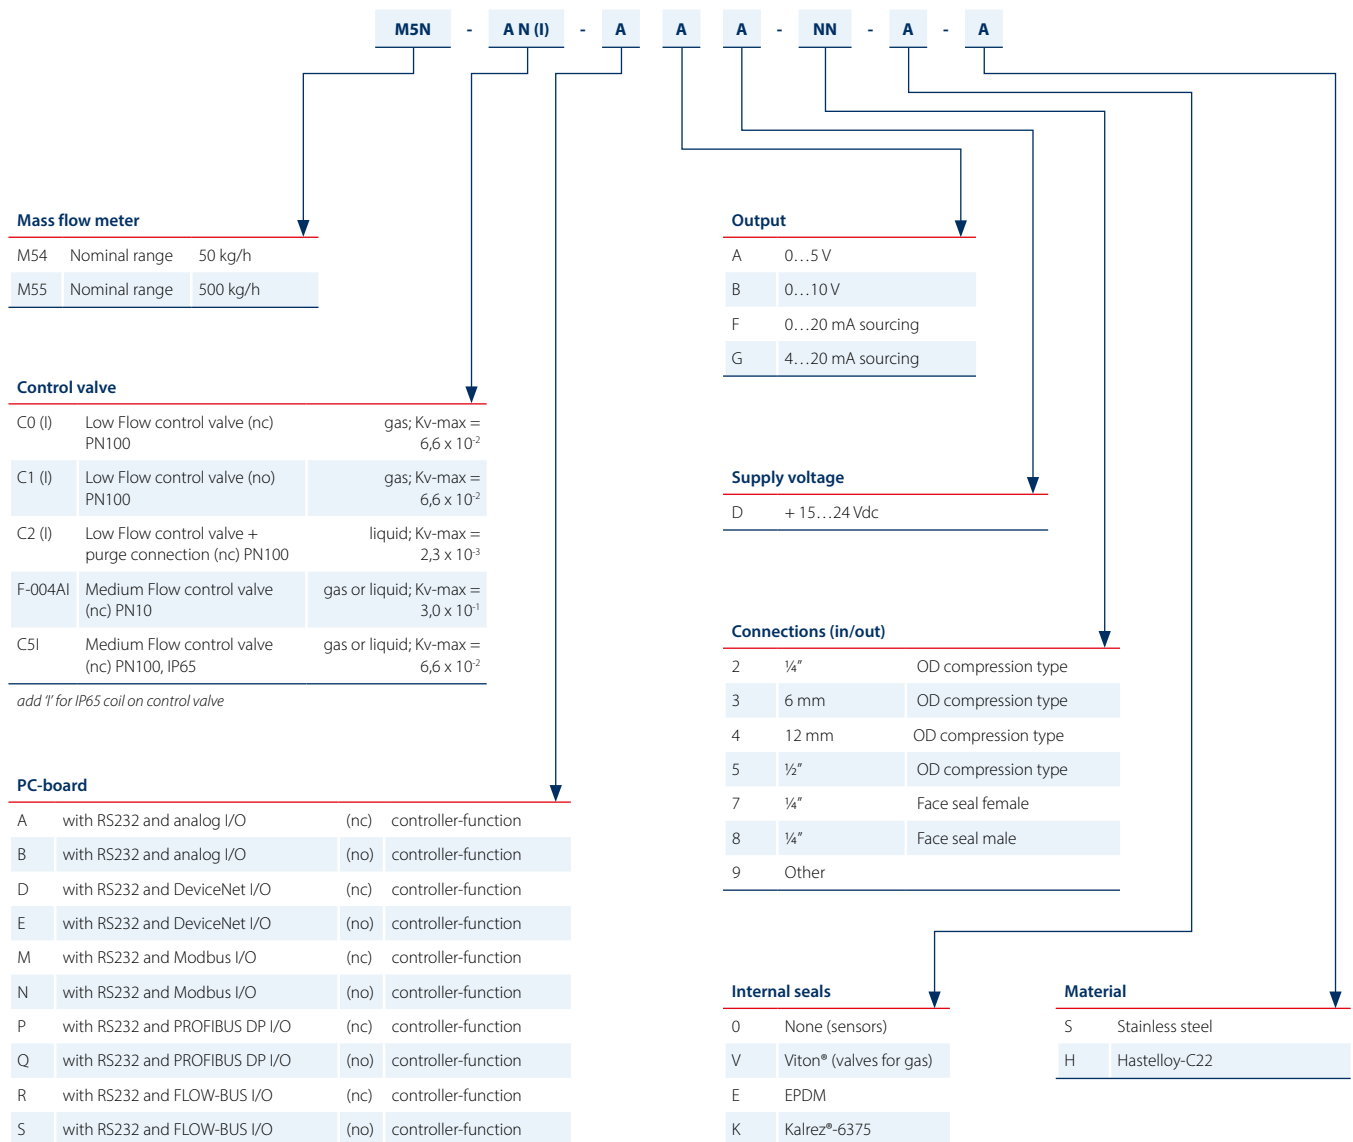 M5N - A N (I) - A A A - NN - A - A
Mass flow meter
M54 Nominal range 50 kg/h
M55 Nominal range 500 kg/h
Control valve
C0 (I) Low Flow control valve (nc) gas; Kv-max =
PN100 6,6 x 10⁻²
C1 (I) Low Flow control valve (no) gas; Kv-max =
PN100 6,6 x 10⁻²
C2 (I) Low Flow control valve + liquid; Kv-max =
purge connection (nc) PN100 2,3 x 10⁻³
F-004AI Medium Flow control valve gas or liquid; Kv-max =
(nc) PN10 3,0 x 10⁻¹
C5I Medium Flow control valve gas or liquid; Kv-max =
(nc) PN100, IP65 6,6 x 10⁻²
add ‘I’ for IP65 coil on control valve
PC-board
A with RS232 and analog I/O (nc) controller-function
B with RS232 and analog I/O (no) controller-function
D with RS232 and DeviceNet I/O (nc) controller-function
E with RS232 and DeviceNet I/O (no) controller-function
M with RS232 and Modbus I/O (nc) controller-function
N with RS232 and Modbus I/O (no) controller-function
P with RS232 and PROFIBUS DP I/O (nc) controller-function
Q with RS232 and PROFIBUS DP I/O (no) controller-function
R with RS232 and FLOW-BUS I/O (nc) controller-function
S with RS232 and FLOW-BUS I/O (no) controller-function
Output
A 0…5 V
B 0…10 V
F 0…20 mA sourcing
G 4…20 mA sourcing
Supply voltage
D + 15…24 Vdc
Connections (in/out)
2 ¼” OD compression type
3 6 mm OD compression type
4 12 mm OD compression type
5 ½” OD compression type
7 ¼” Face seal female
8 ¼” Face seal male
9 Other
Internal seals
0 None (sensors)
V Viton® (valves for gas)
E EPDM
K Kalrez®-6375
Material
S Stainless steel
H Hastelloy-C22